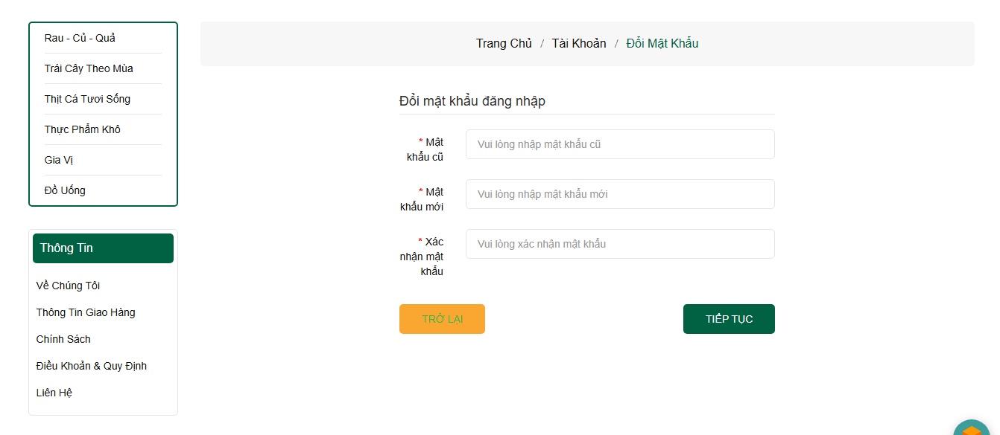 Rau - Củ - Quả
Trái Cây Theo Mùa
Thịt Cá Tươi Sống
Thực Phẩm Khô
Gia Vị
Đồ Uống
Thông Tin
Về Chúng Tôi
Thông Tin Giao Hàng
Chính Sách
Điều Khoản & Quy Định
Liên Hệ
Trang Chủ / Tài Khoản / Đỗi Mật Khẩu
Đỗi mật khẩu đăng nhập
* Mật
khẩu cũ
Vui lòng nhập mật khẩu cũ
* Mật
khẩu mới
Vui lòng nhập mật khẩu mới
* Xác
nhận mật
khẩu
Vui lòng xác nhận mật khẩu
TRỞ LẠI
TIẾP TỤC